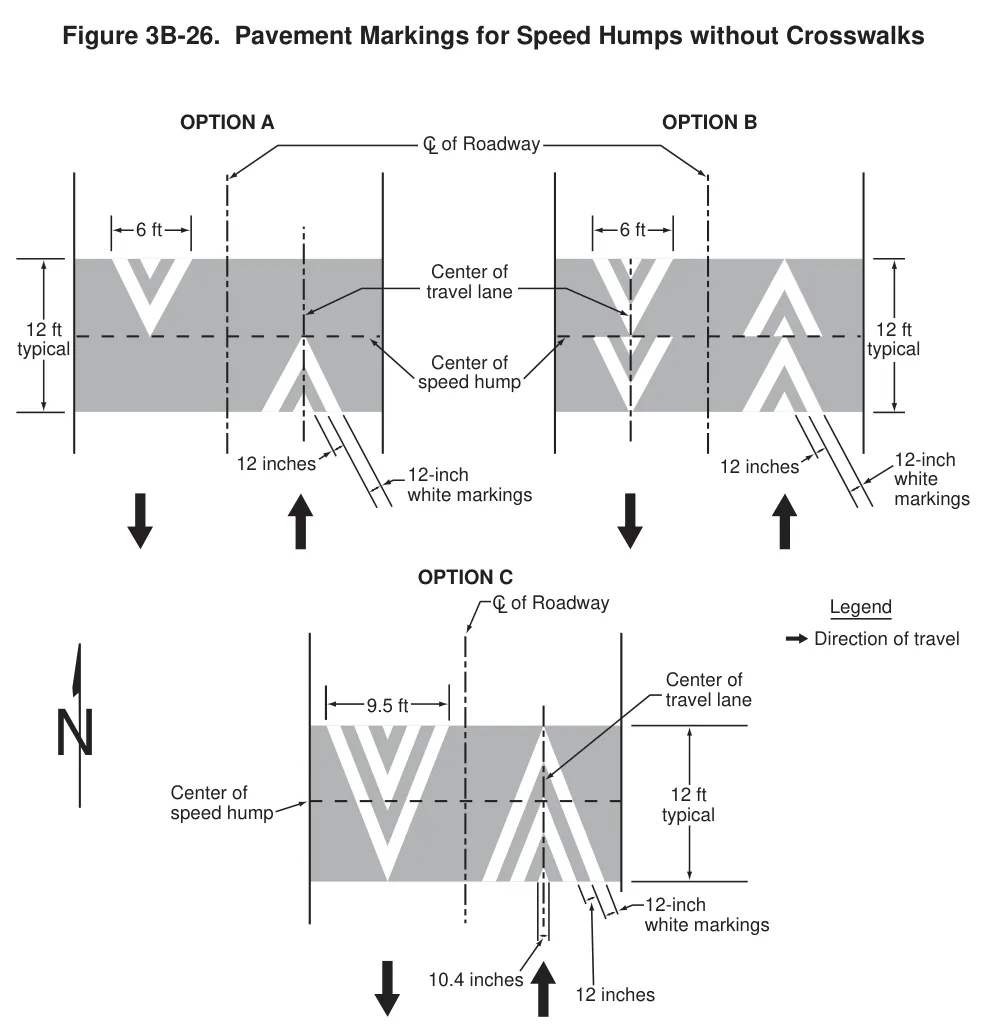 Figure 3B-26. Pavement Markings for Speed Humps without Crosswalks
OPTION A
OPTION B
℄ of Roadway
6 ft
6 ft
Center of
travel lane
12 ft
typical
12 ft
typical
Center of
speed hump
12 inches
12-inch
white markings
12 inches
12-inch
white
markings
OPTION C
℄ of Roadway
Legend
Direction of travel
Center of
travel lane
9.5 ft
N
Center of
speed hump
12 ft
typical
12-inch
white markings
10.4 inches
12 inches